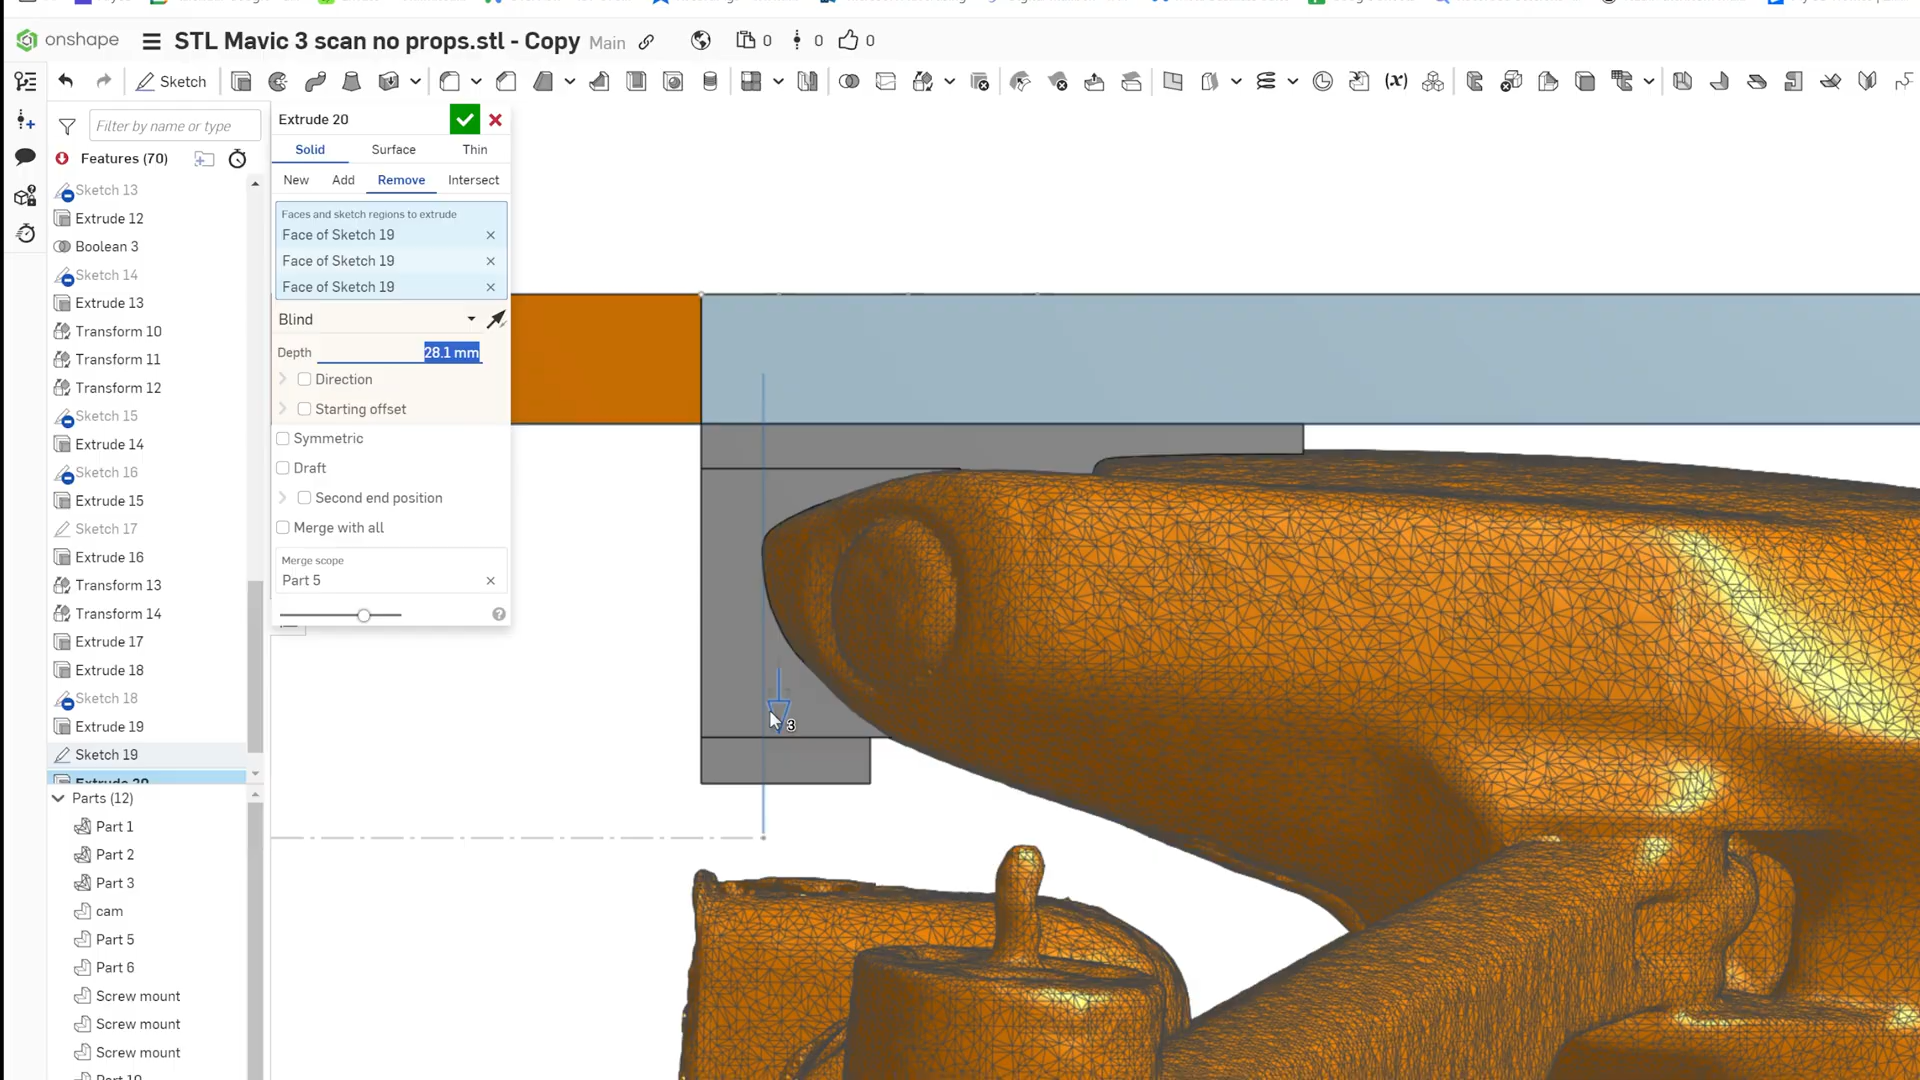 onshape STL Mavic 3 scan no props.stl - Copy Main 0 0 0
Sketch (x)
Filter by name or type
Features (70)
Sketch 13
Extrude 12
Boolean 3
Sketch 14
Extrude 13
Transform 10
Transform 11
Transform 12
Sketch 15
Extrude 14
Sketch 16
Extrude 15
Sketch 17
Extrude 16
Transform 13
Transform 14
Extrude 17
Extrude 18
Sketch 18
Extrude 19
Sketch 19
Extrude 20
Parts (12)
Part 1
Part 2
Part 3
cam
Part 5
Part 6
Screw mount
Screw mount
Screw mount
Part 10
Extrude 20
Solid Surface Thin
New Add Remove Intersect
Faces and sketch regions to extrude
Face of Sketch 19
Face of Sketch 19
Face of Sketch 19
Blind
Depth 28.1 mm
Direction
Starting offset
Symmetric
Draft
Second end position
Merge with all
Merge scope
Part 5
3